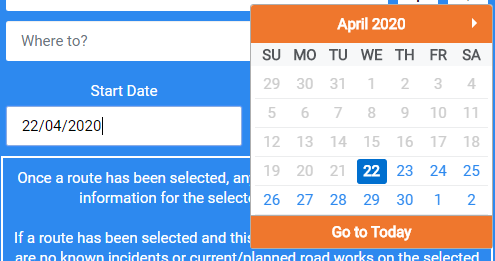 Where to?
Start Date
22/04/2020
April 2020
SU MO TU WE TH FR SA
29 30 31 1 2 3 4
5 6 7 8 9 10 11
12 13 14 15 16 17 18
19 20 21 22 23 24 25
26 27 28 29 30 1 2
Go to Today
Once a route has been selected, any
information for the selecte
If a route has been selected and this
are no known incidents or current/planned road works on the selected